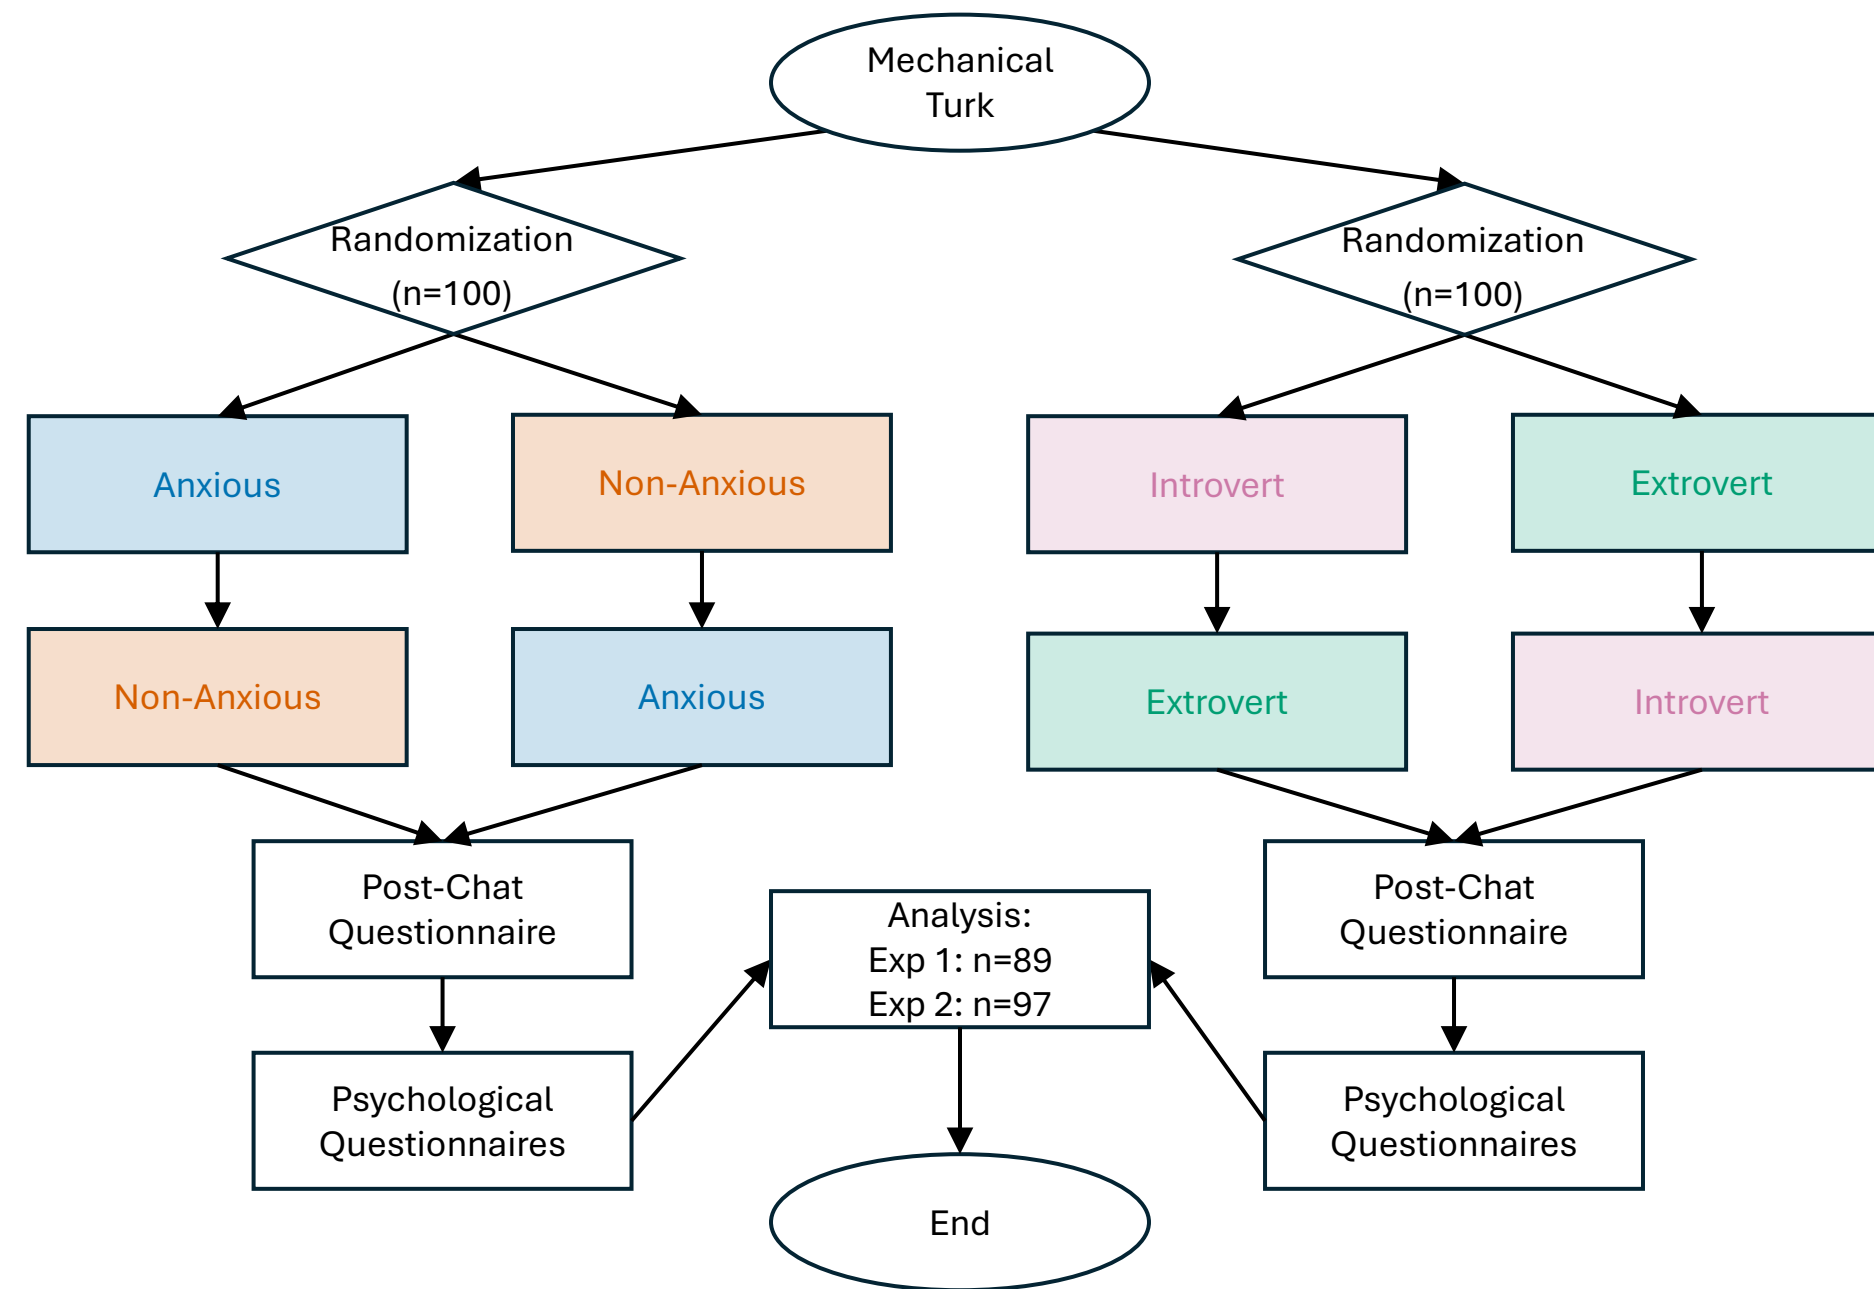 Mechanical
Turk
Randomization
(n=100)
Randomization
(n=100)
Anxious
Non-Anxious
Introvert
Extrovert
Non-Anxious
Anxious
Extrovert
Introvert
Post-Chat
Questionnaire
Analysis:
Exp 1: n=89
Exp 2: n=97
Post-Chat
Questionnaire
Psychological
Questionnaires
Psychological
Questionnaires
End